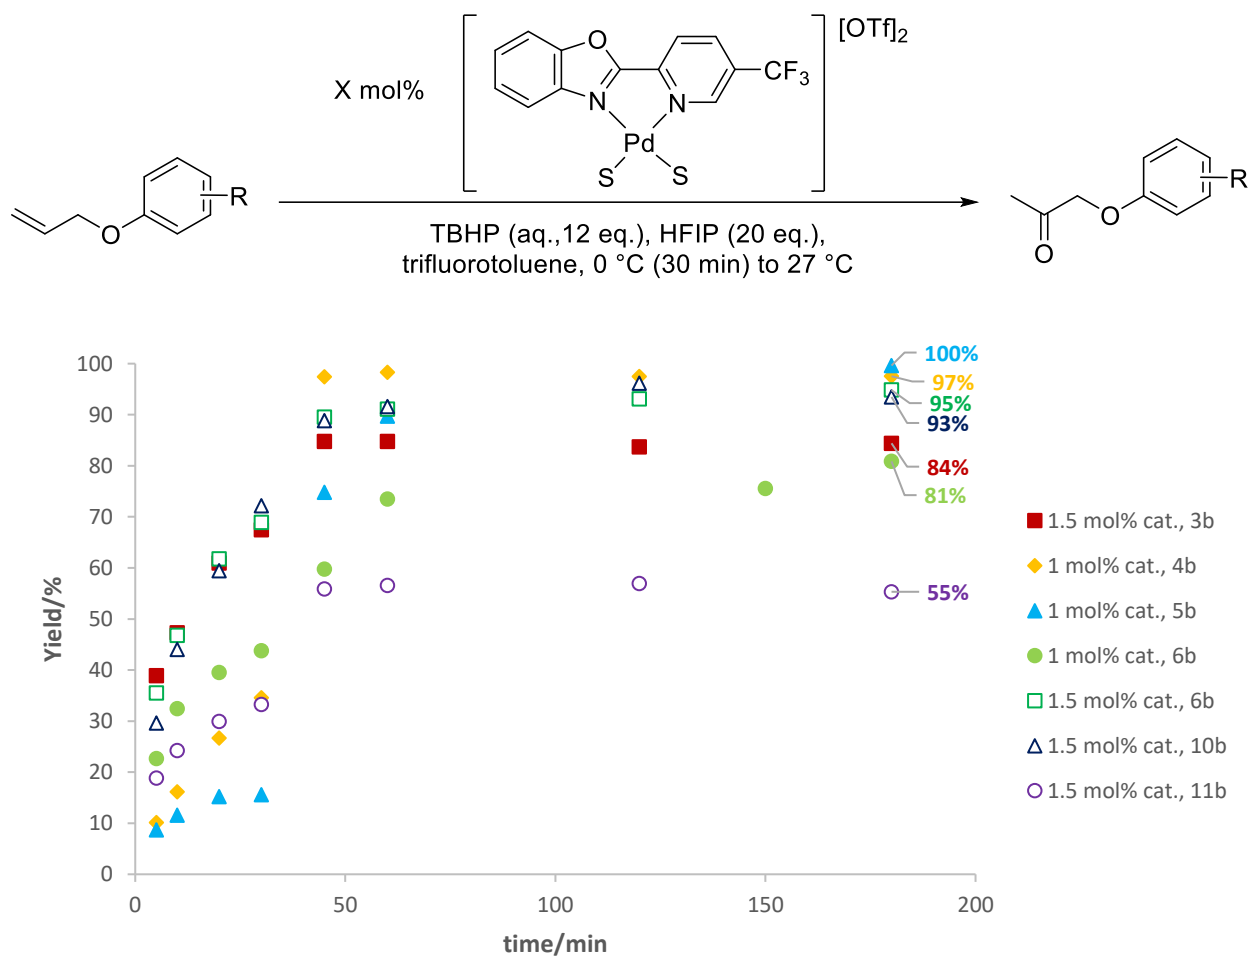 X mol%
[OTf]2
O
N
N
CF3
Pd
S
S
O
R
TBHP (aq.,12 eq.), HFIP (20 eq.),
trifluorotoluene, 0 °C (30 min) to 27 °C
O
O
R
Yield/%
100
90
80
70
60
50
40
30
20
10
0
0
50
100
150
200
time/min
100%
97%
95%
93%
84%
81%
55%
1.5 mol% cat., 3b
1 mol% cat., 4b
1 mol% cat., 5b
1 mol% cat., 6b
1.5 mol% cat., 6b
1.5 mol% cat., 10b
1.5 mol% cat., 11b